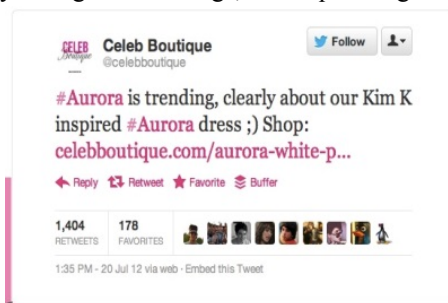 CELEB
Boutique
Celeb Boutique
@celebboutique
Follow
#Aurora is trending, clearly about our Kim K
inspired #Aurora dress ;) Shop:
celebboutique.com/aurora-white-p...
Reply Retweet Favorite Buffer
1,404 178
RETWEETS FAVORITES
1:35 PM - 20 Jul 12 via web · Embed this Tweet